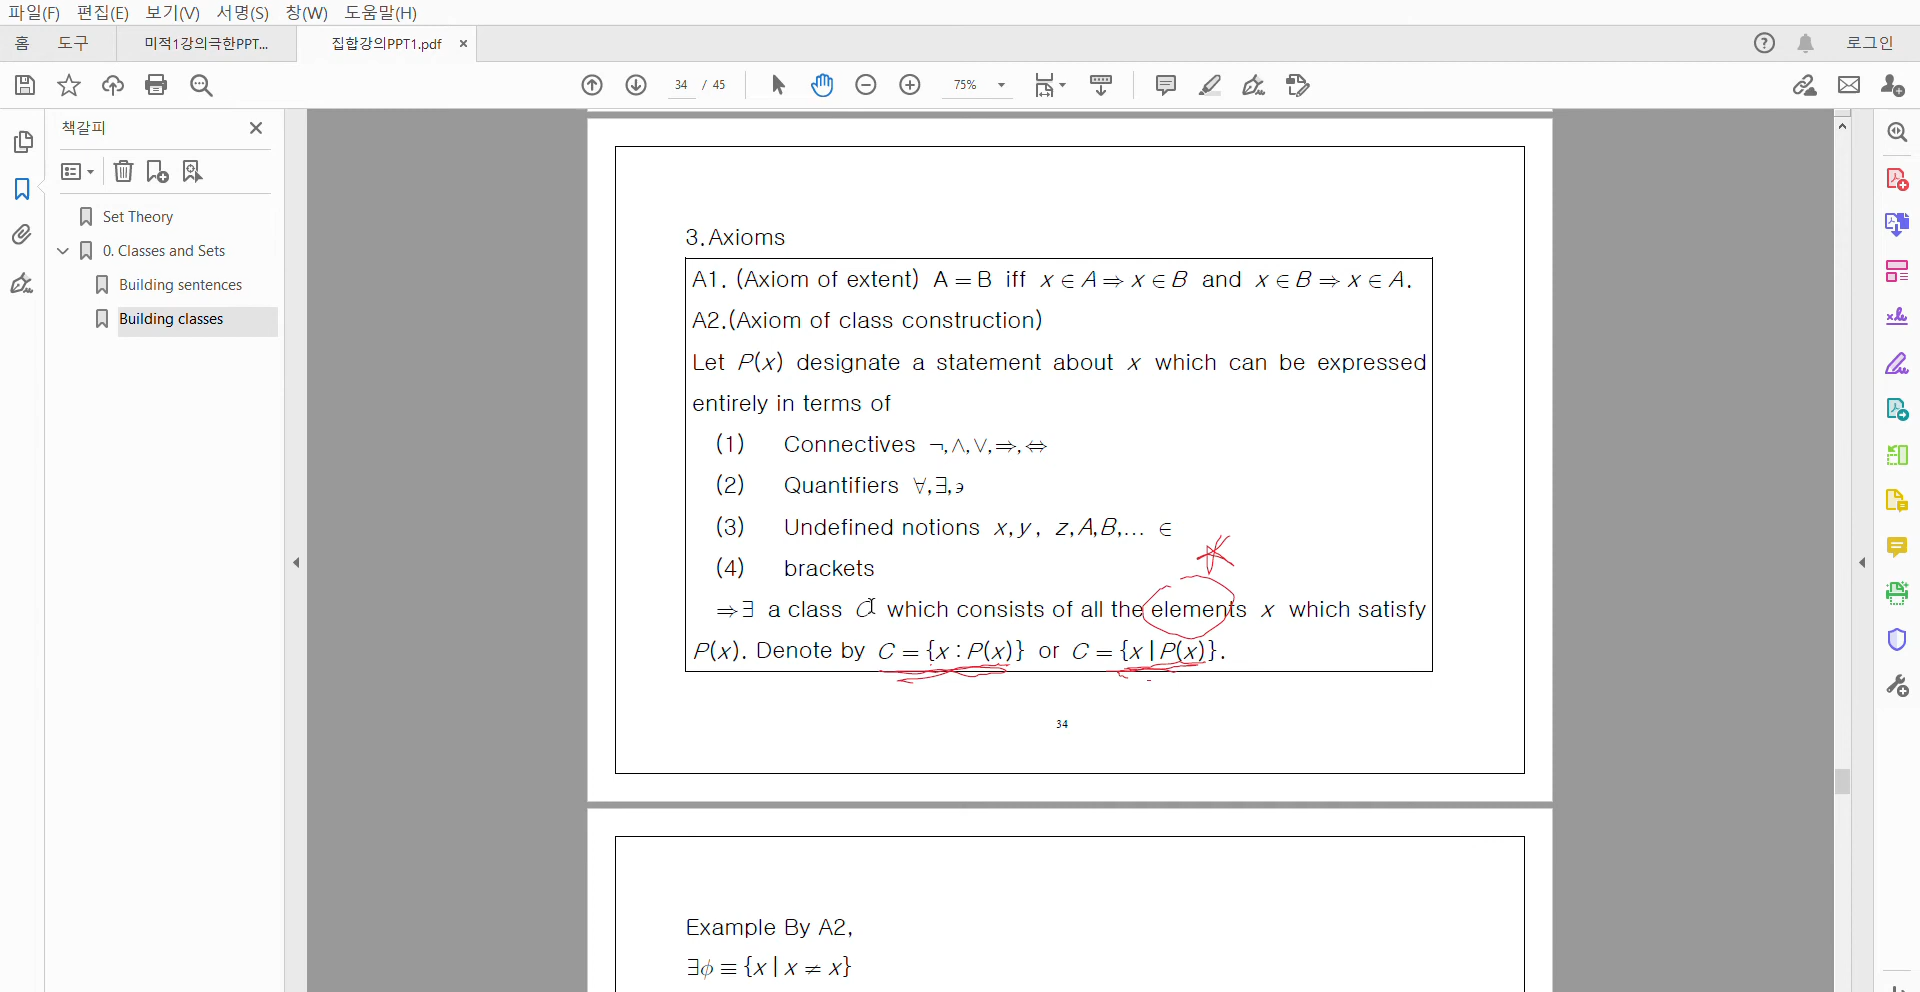 파일(F) 편집(E) 보기(V) 서명(S) 창(W) 도움말(H)
홈 도구 미적1강의극한PPT... 집합강의PPT1.pdf × 로그인
34 / 45 75%
책갈피
Set Theory
0. Classes and Sets
Building sentences
Building classes
3.Axioms
A1. (Axiom of extent) A=B iff x∈A⇒x∈B and x∈B⇒x∈A.
A2.(Axiom of class construction)
Let P(x) designate a statement about x which can be expressed
entirely in terms of
(1) Connectives ¬,∧,∨,⇒,⇔
(2) Quantifiers ∀,∃,϶
(3) Undefined notions x,y, z,A,B,... ∈
(4) brackets
⇒∃ a class C which consists of all the elements x which satisfy
P(x). Denote by C={x:P(x)} or C={x|P(x)}.
34
Example By A2,
∃ϕ≡{x|x≠x}